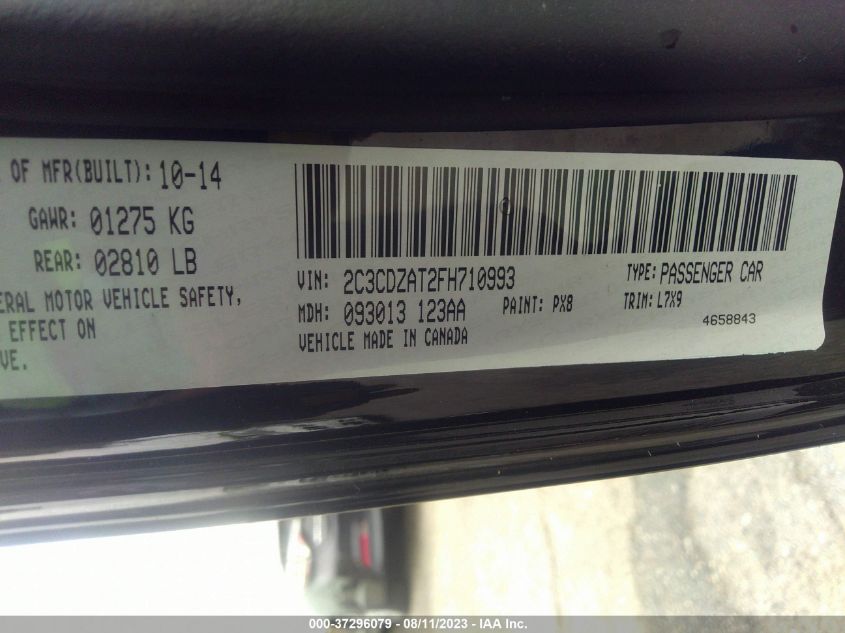 OF MFR(BUILT): 10-14
GAWR: 01275 KG
REAR: 02810 LB
ERAL MOTOR VEHICLE SAFETY,
EFFECT ON
VE.
VIN: 2C3CDZAT2FH710993
TYPE: PASSENGER CAR
MDH: 093013 123AA
PAINT: PX8
TRIM: L7X9
VEHICLE MADE IN CANADA
4658843
000-37296079 - 08/11/2023 - IAA Inc.